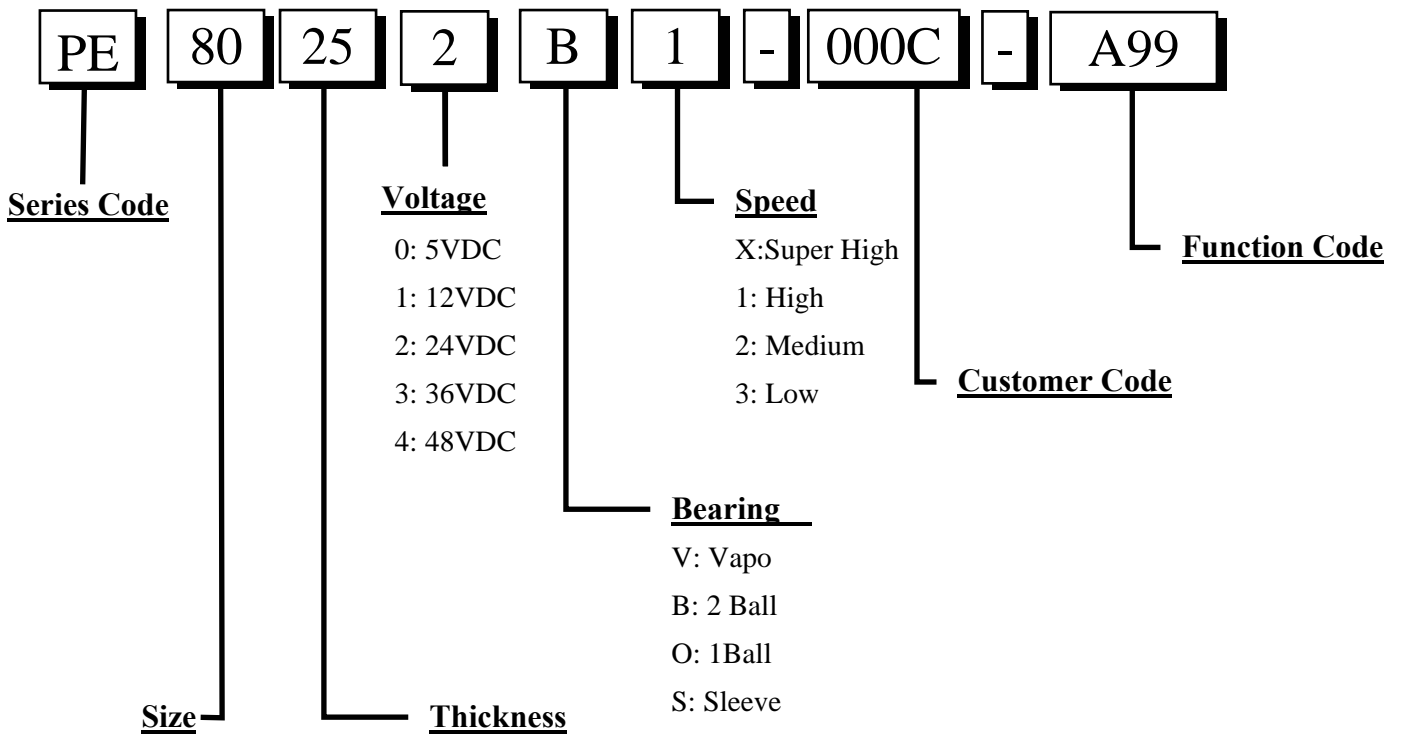 PE 80 25 2 B 1 - 000C - A99
Series Code
Voltage
0: 5VDC
1: 12VDC
2: 24VDC
3: 36VDC
4: 48VDC
Speed
X:Super High
1: High
2: Medium
3: Low
Function Code
Customer Code
Bearing
V: Vapo
B: 2 Ball
O: 1Ball
S: Sleeve
Size
Thickness